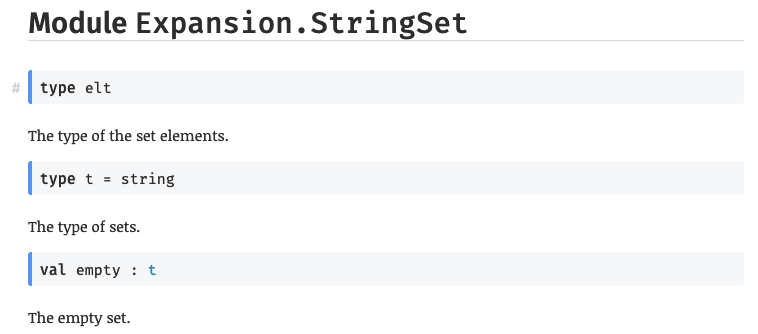 Module Expansion.StringSet
# type elt
The type of the set elements.
type t = string
The type of sets.
val empty : t
The empty set.